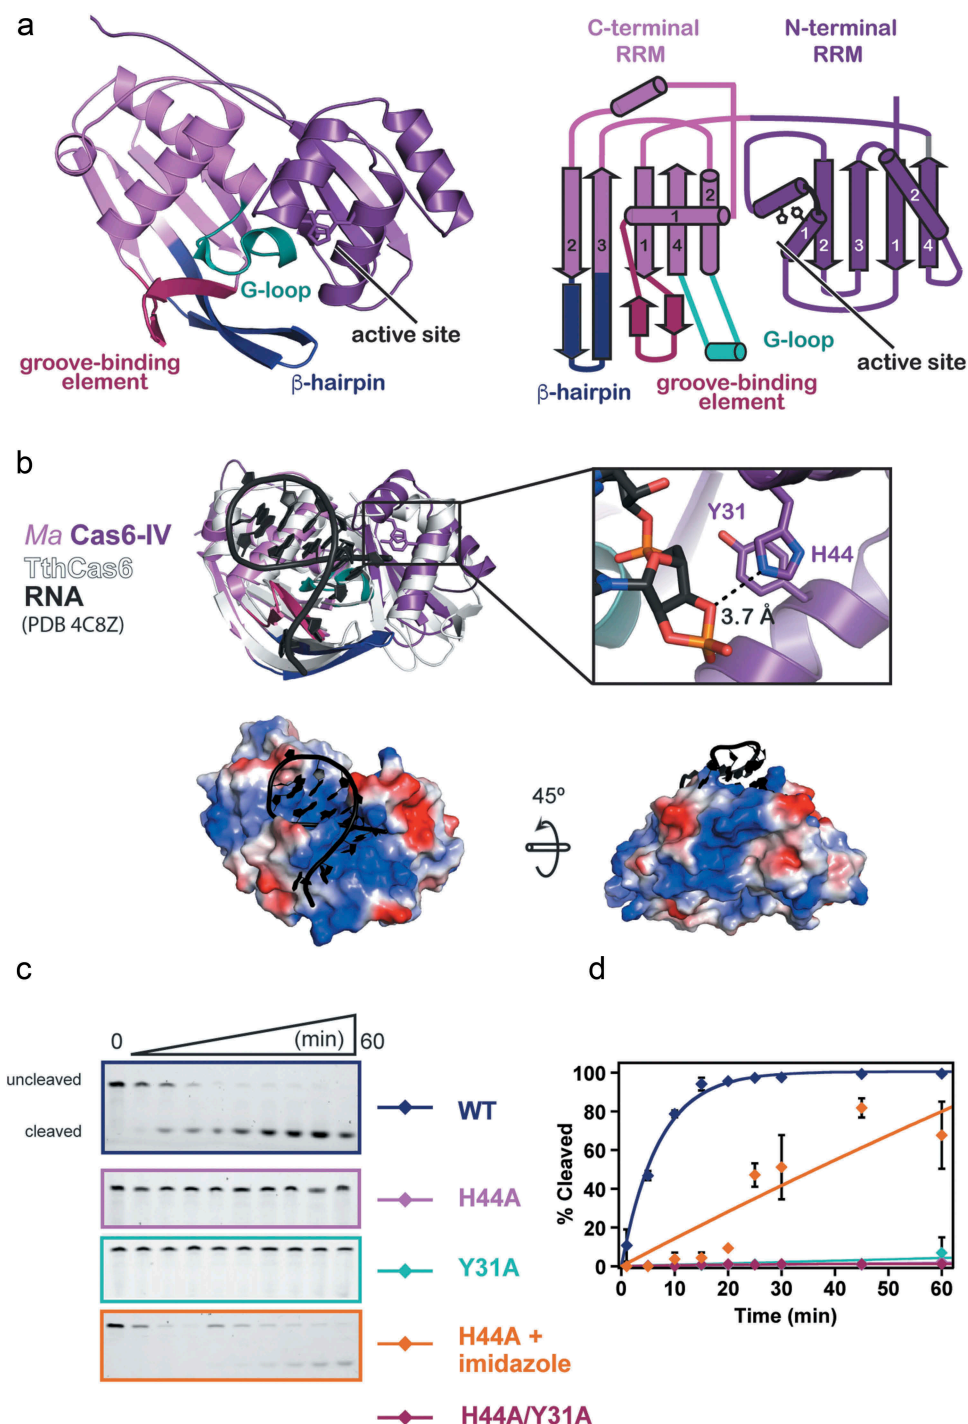 a
C-terminal
RRM
N-terminal
RRM
G-loop
active site
groove-binding
element
β-hairpin
2
3
1
4
1
2
1
2
3
1
4
2
G-loop
active site
β-hairpin
groove-binding
element
b
Ma Cas6-IV
TthCas6
RNA
(PDB 4C8Z)
Y31
H44
3.7 Å
45º
c
0
(min)
60
uncleaved
cleaved
WT
H44A
Y31A
H44A +
imidazole
H44A/Y31A
d
% Cleaved
100
80
60
40
20
0
0
10
20
30
40
50
60
Time (min)